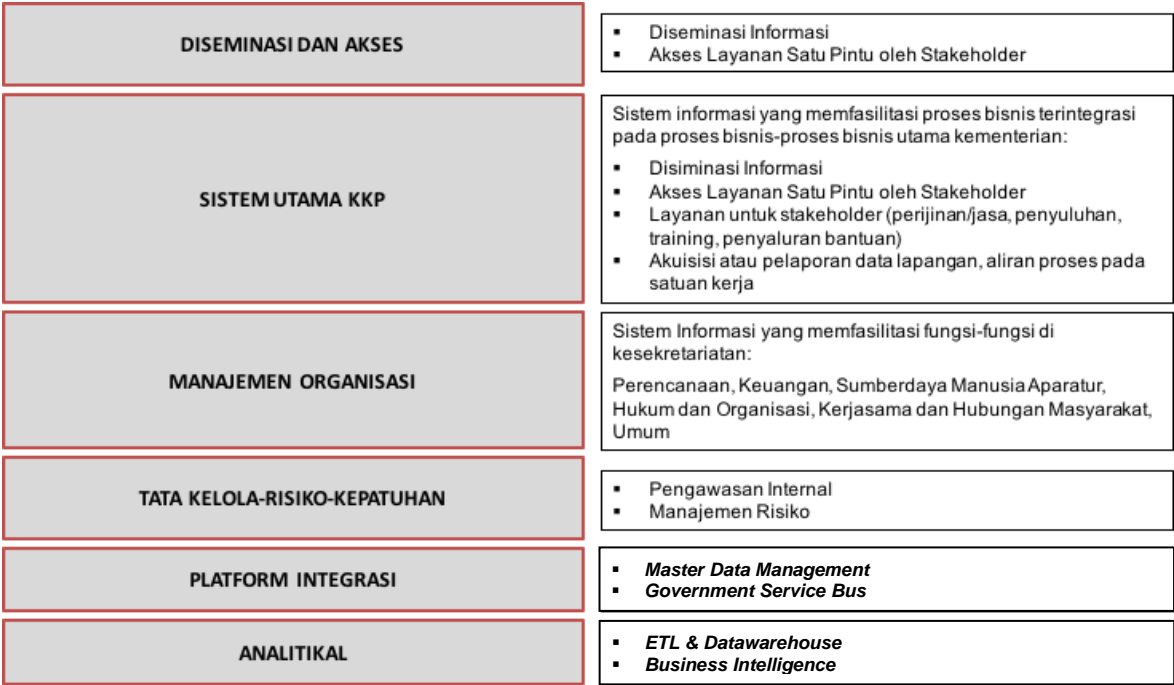 DISEMINASI DAN AKSES
▪ Diseminasi Informasi
▪ Akses Layanan Satu Pintu oleh Stakeholder
SISTEM UTAMA KKP
Sistem informasi yang memfasilitasi proses bisnis terintegrasi
pada proses bisnis-proses bisnis utama kementerian:
▪ Disiminasi Informasi
▪ Akses Layanan Satu Pintu oleh Stakeholder
▪ Layanan untuk stakeholder (perijinan/jasa, penyuluhan,
training, penyaluran bantuan)
▪ Akuisisi atau pelaporan data lapangan, aliran proses pada
satuan kerja
MANAJEMEN ORGANISASI
Sistem Informasi yang memfasilitasi fungsi-fungsi di
kesekretariatan:
Perencanaan, Keuangan, Sumberdaya Manusia Aparatur,
Hukum dan Organisasi, Kerjasama dan Hubungan Masyarakat,
Umum
TATA KELOLA-RISIKO-KEPATUHAN
▪ Pengawasan Internal
▪ Manajemen Risiko
PLATFORM INTEGRASI
▪ Master Data Management
▪ Government Service Bus
ANALITIKAL
▪ ETL & Datawarehouse
▪ Business Intelligence